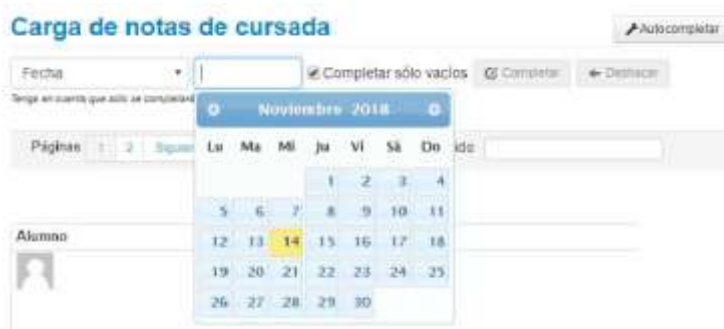 Carga de notas de cursada
Autocompletar
Fecha
Completar sólo vacíos
Completar
Deshacer
Tenga en cuenta que sólo se completará
Noviembre 2018
Páginas 1 2
Lu Ma Mi Ju Vi Sá Do
1 2 3 4
5 6 7 8 9 10 11
12 13 14 15 16 17 18
19 20 21 22 23 24 25
26 27 28 29 30
Alumno